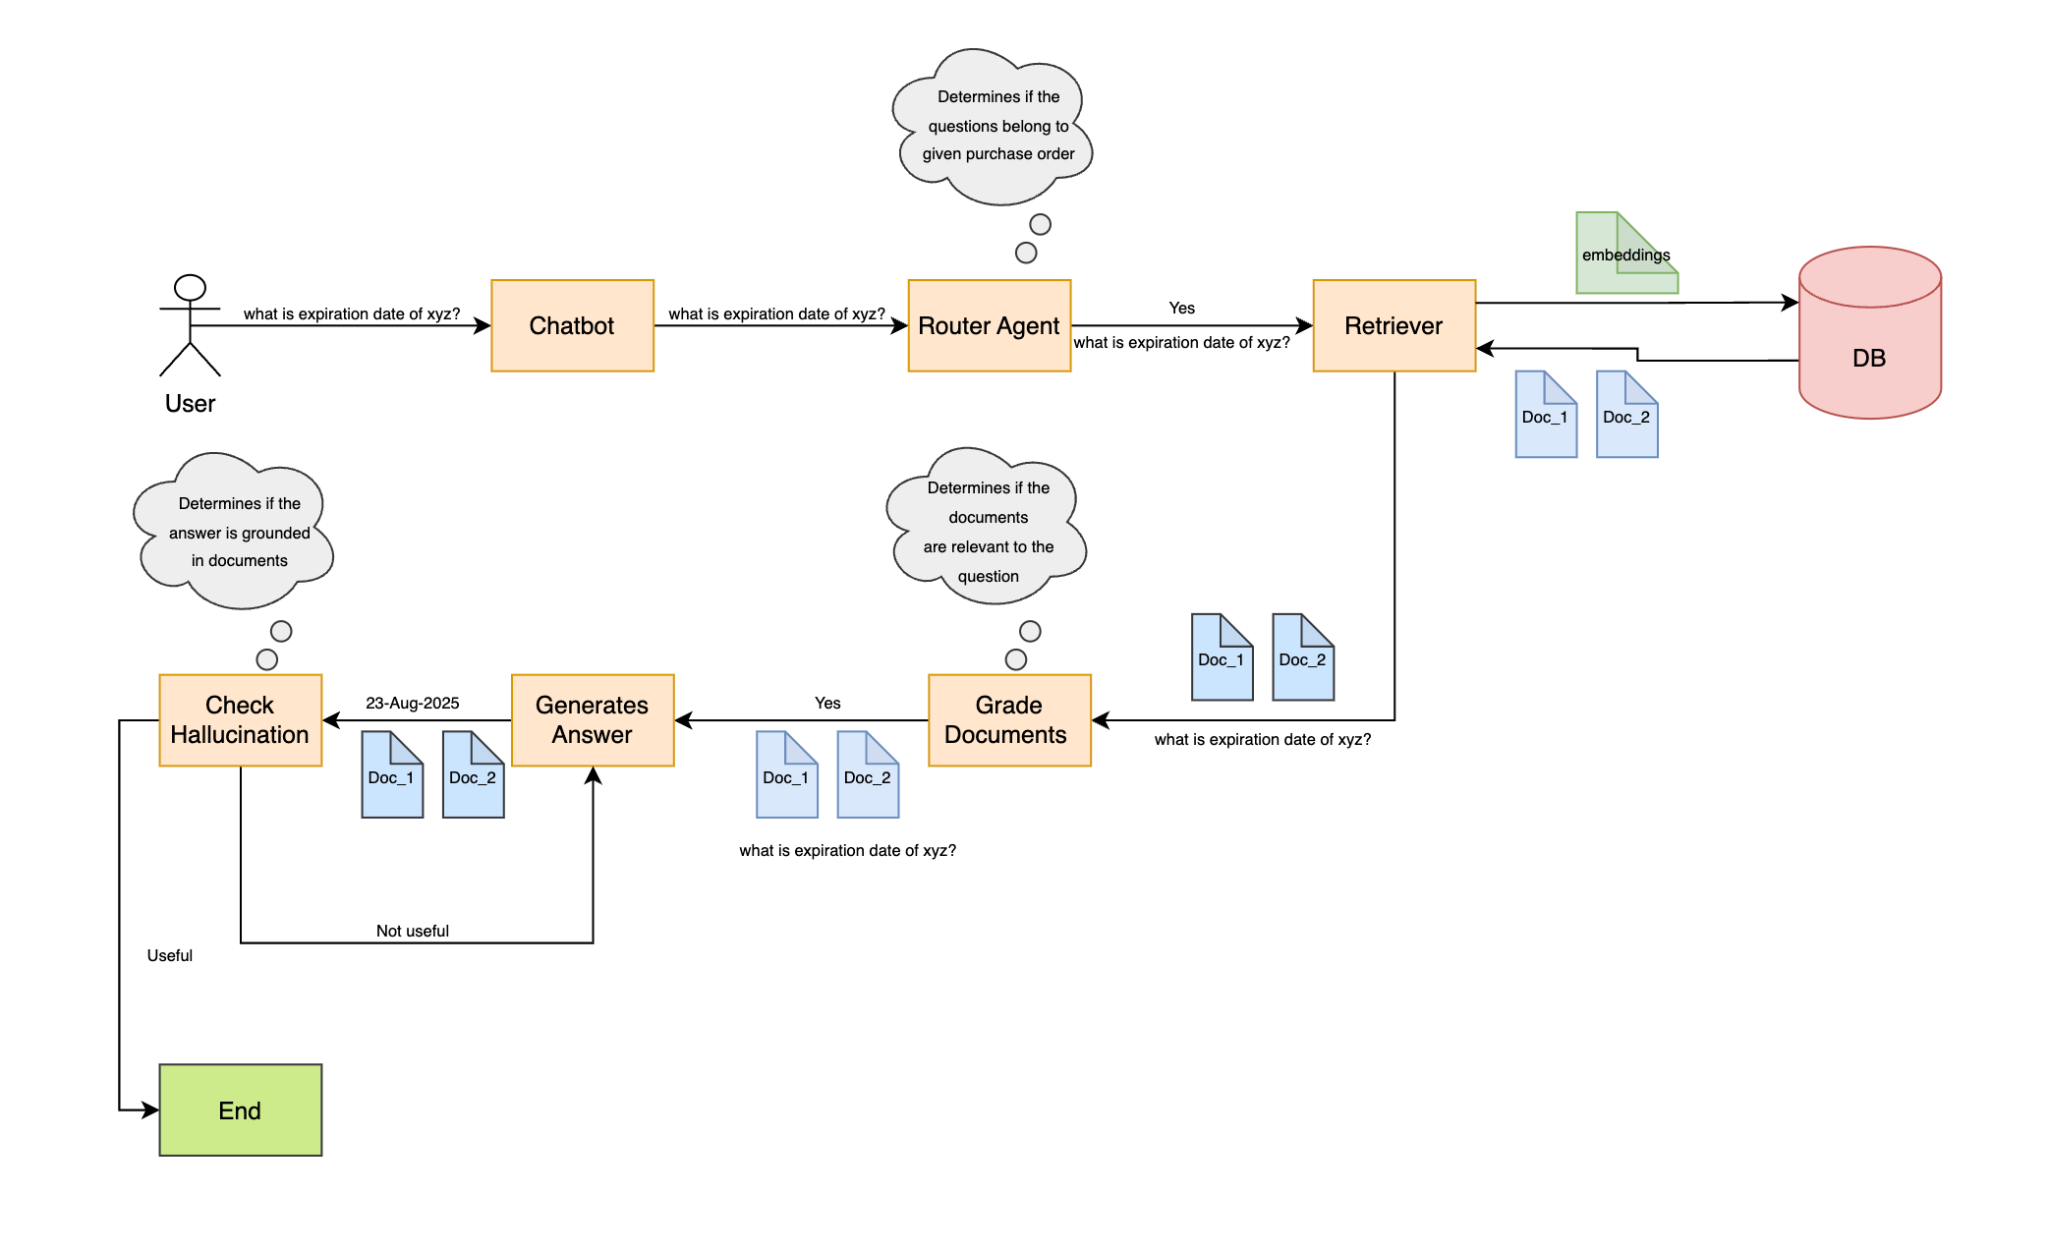 Determines if the
questions belong to
given purchase order
embeddings
what is expiration date of xyz?
Chatbot
what is expiration date of xyz?
Router Agent
Yes
what is expiration date of xyz?
Retriever
DB
User
Doc_1
Doc_2
Determines if the
answer is grounded
in documents
Determines if the
documents
are relevant to the
question
Doc_1
Doc_2
Check
Hallucination
23-Aug-2025
Doc_1
Doc_2
Generates
Answer
Yes
Doc_1
Doc_2
what is expiration date of xyz?
Grade
Documents
what is expiration date of xyz?
Not useful
Useful
End